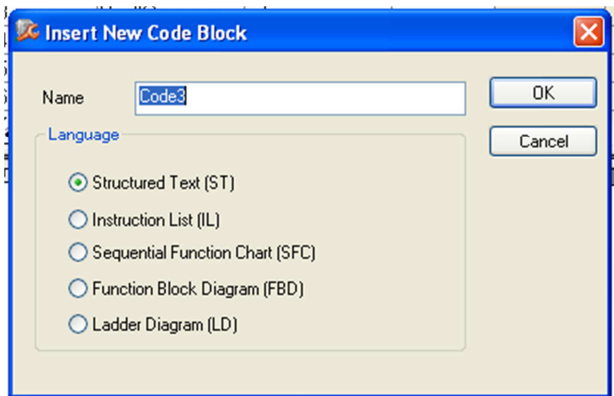 Insert New Code Block
Name Code3
OK
Language
Cancel
Structured Text (ST)
Instruction List (IL)
Sequential Function Chart (SFC)
Function Block Diagram (FBD)
Ladder Diagram (LD)